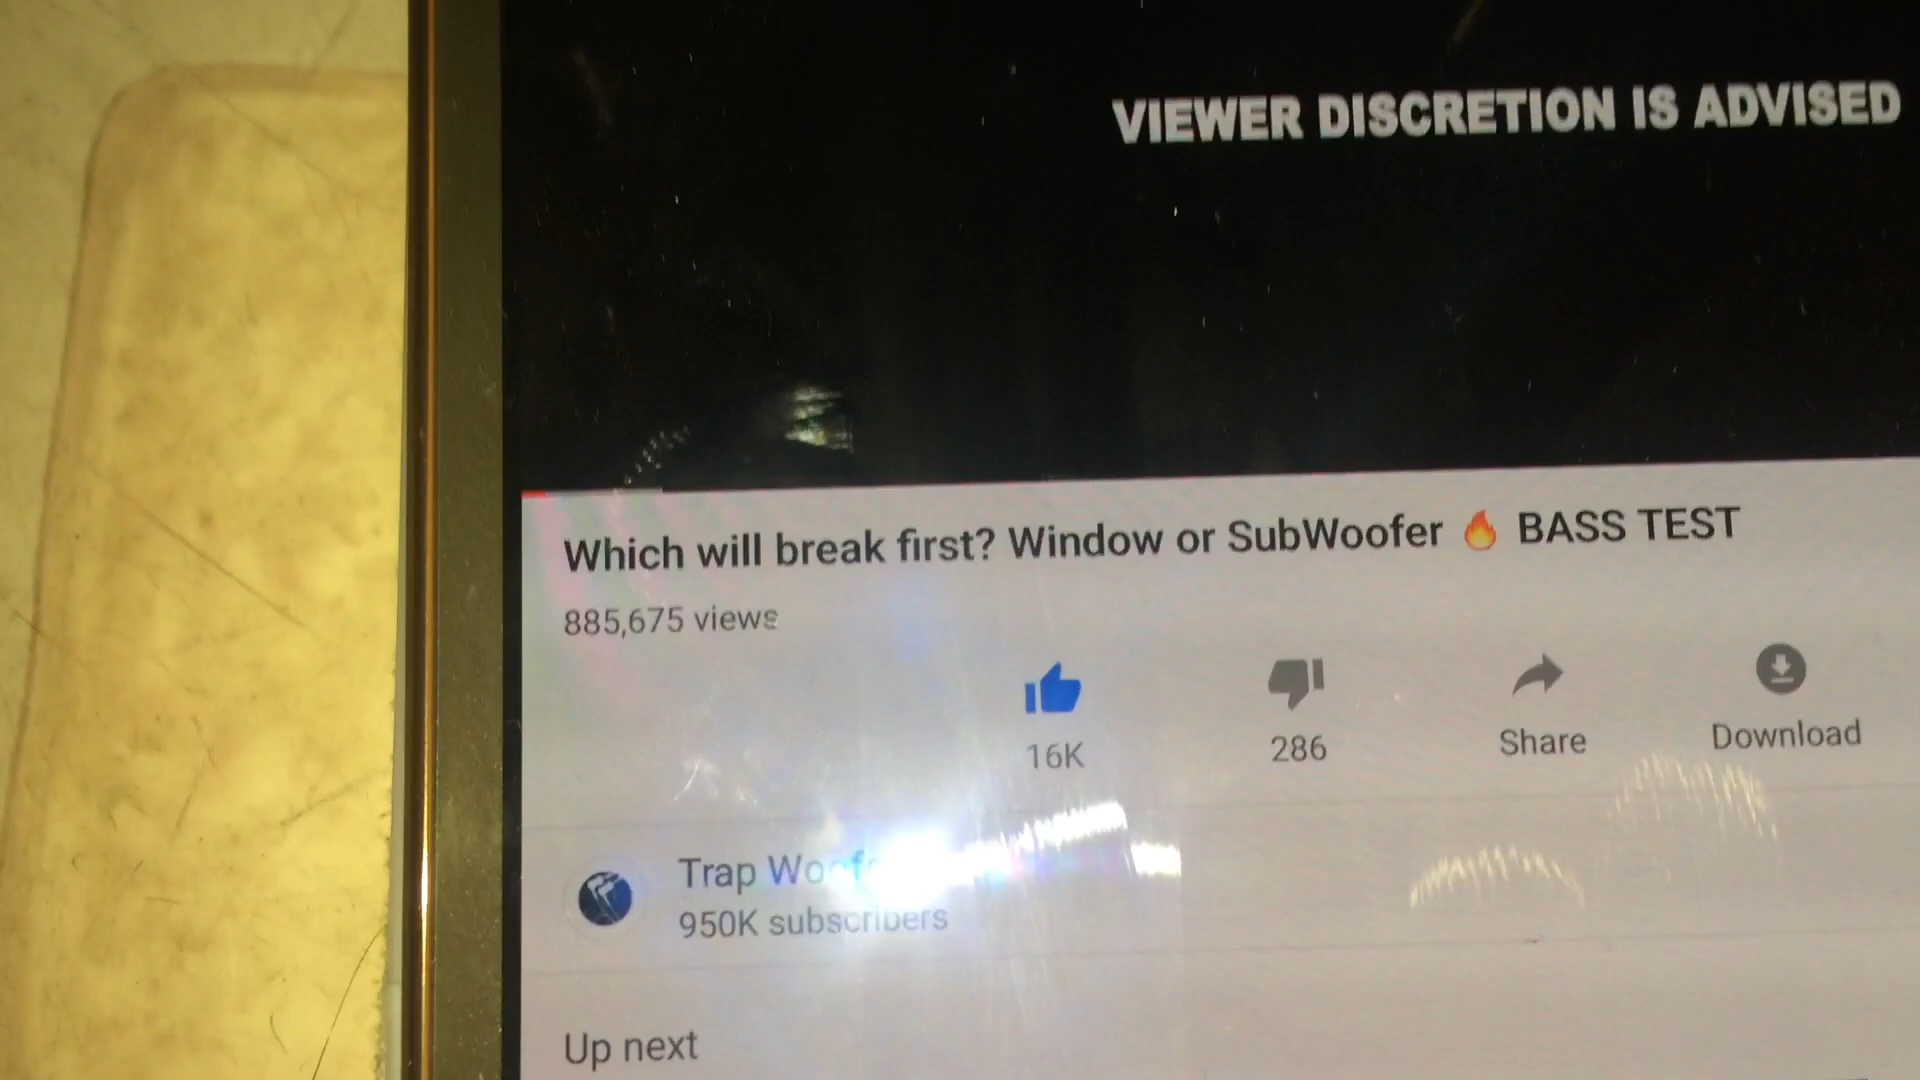 VIEWER DISCRETION IS ADVISED
Which will break first? Window or SubWoofer 🔥 BASS TEST
885,675 views
16K
286
Share
Download
Trap
950K subscribers
Up next